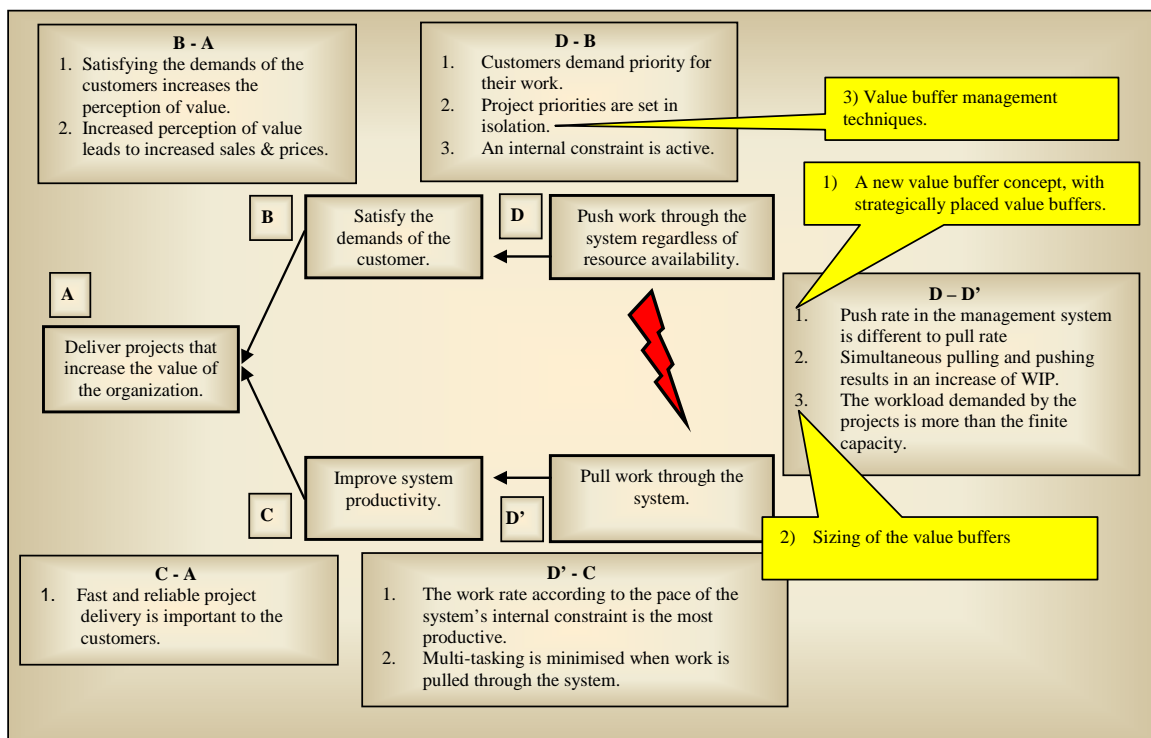 B - A
1. Satisfying the demands of the
customers increases the
perception of value.
2. Increased perception of value
leads to increased sales & prices.
D - B
1. Customers demand priority for
their work.
2. Project priorities are set in
isolation.
3. An internal constraint is active.
3) Value buffer management
techniques.
1) A new value buffer concept, with
strategically placed value buffers.
B
Satisfy the
demands of the
customer.
D
Push work through the
system regardless of
resource availability.
A
Deliver projects that
increase the value of
the organization.
D – D’
1. Push rate in the management system
is different to pull rate
2. Simultaneous pulling and pushing
results in an increase of WIP.
3. The workload demanded by the
projects is more than the finite
capacity.
C
Improve system
productivity.
D’
Pull work through the
system.
2) Sizing of the value buffers
C - A
1. Fast and reliable project
delivery is important to the
customers.
D’ - C
1. The work rate according to the pace of the
system’s internal constraint is the most
productive.
2. Multi-tasking is minimised when work is
pulled through the system.